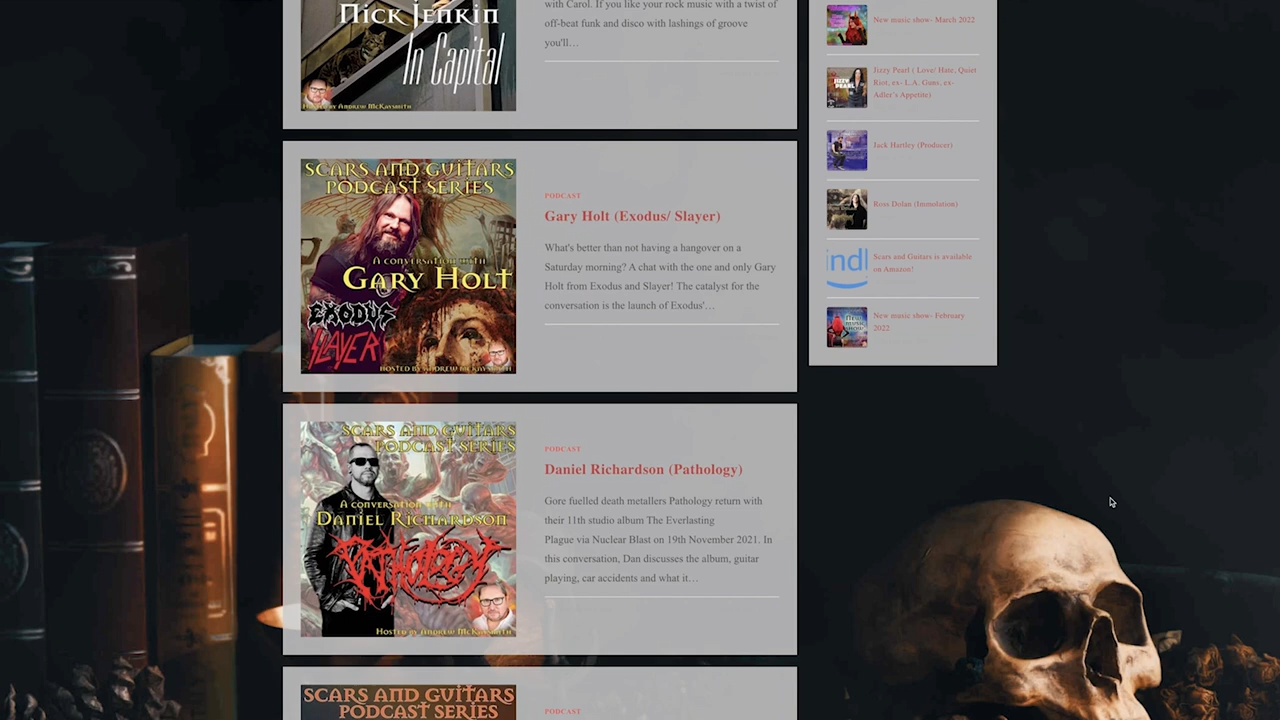 NICK JENKIN
In Capital
HOSTED BY ANDREW MCKAYSMITH
with Carol. If you like your rock music with a twist of
off-beat funk and disco with lashings of groove
you'll…
SCARS AND GUITARS
PODCAST SERIES
A CONVERSATION WITH
GARY HOLT
EXODUS
SLAYER
HOSTED BY ANDREW MCKAYSMITH
PODCAST
Gary Holt (Exodus/ Slayer)
What's better than not having a hangover on a
Saturday morning? A chat with the one and only Gary
Holt from Exodus and Slayer! The catalyst for the
conversation is the launch of Exodus'…
SCARS AND GUITARS
PODCAST SERIES
A CONVERSATION WITH
DANIEL RICHARDSON
PATHOLOGY
HOSTED BY ANDREW MCKAYSMITH
PODCAST
Daniel Richardson (Pathology)
Gore fuelled death metallers Pathology return with
their 11th studio album The Everlasting
Plague via Nuclear Blast on 19th November 2021. In
this conversation, Dan discusses the album, guitar
playing, car accidents and what it…
SCARS AND GUITARS
PODCAST SERIES
PODCAST
New music show- March 2022
JIZZY
PEARL
Jizzy Pearl ( Love/ Hate, Quiet
Riot, ex- L.A. Guns, ex-
Adler's Appetite)
Jack Hartley (Producer)
Ross Dolan (Immolation)
indl
Scars and Guitars is available
on Amazon!
New music show- February
2022